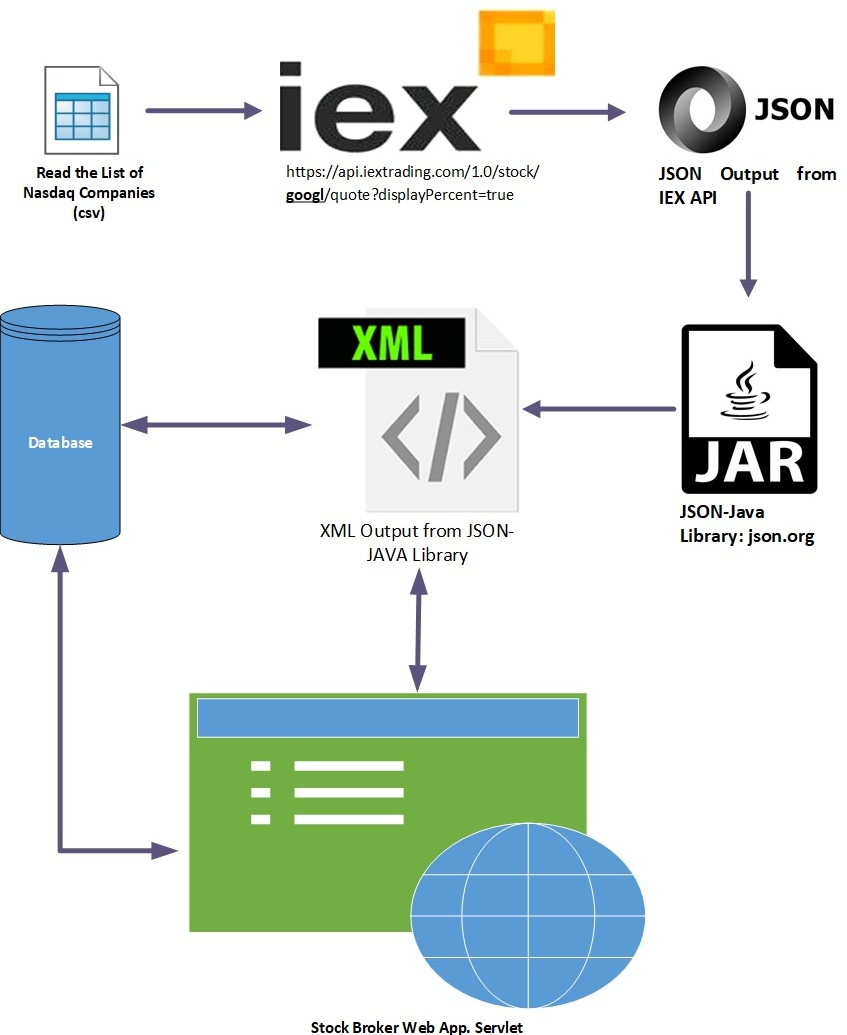 iex
JSON
Read the List of
Nasdaq Companies
(csv)
https://api.iextrading.com/1.0/stock/
googl/quote?displayPercent=true
JSON Output from
IEX API
XML
Database
JAR
JSON-Java
Library: json.org
XML Output from JSON-
JAVA Library
Stock Broker Web App. Servlet